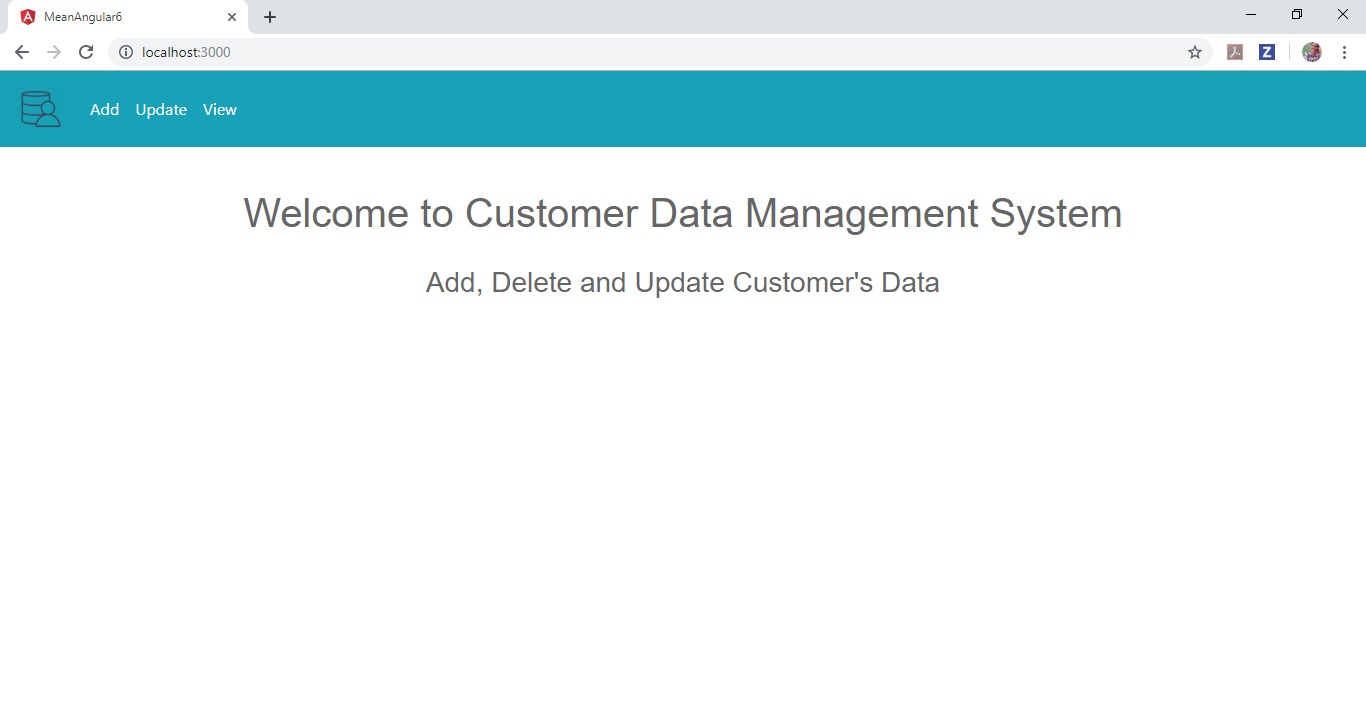 MeanAngular6
localhost:3000
Z
Add Update View
Welcome to Customer Data Management System
Add, Delete and Update Customer's Data